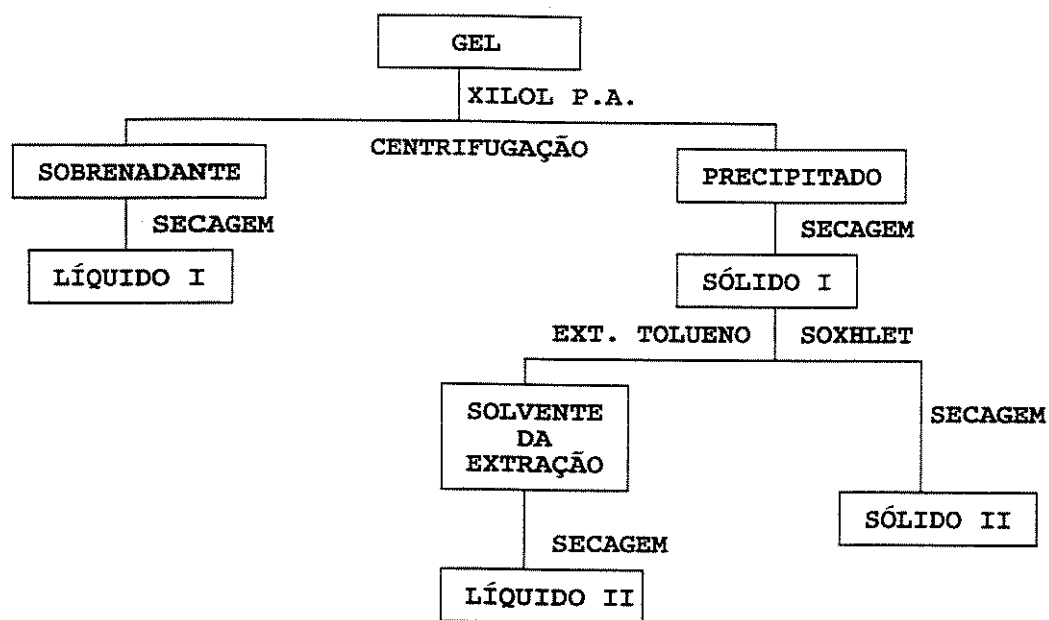 GEL
XILOL P.A.
CENTRIFUGAÇÃO
SOBRENADANTE
PRECIPITADO
SECAGEM
SECAGEM
LÍQUIDO I
SÓLIDO I
EXT. TOLUENO
SOXHLET
SOLVENTE
DA
EXTRAÇÃO
SECAGEM
SÓLIDO II
SECAGEM
LÍQUIDO II